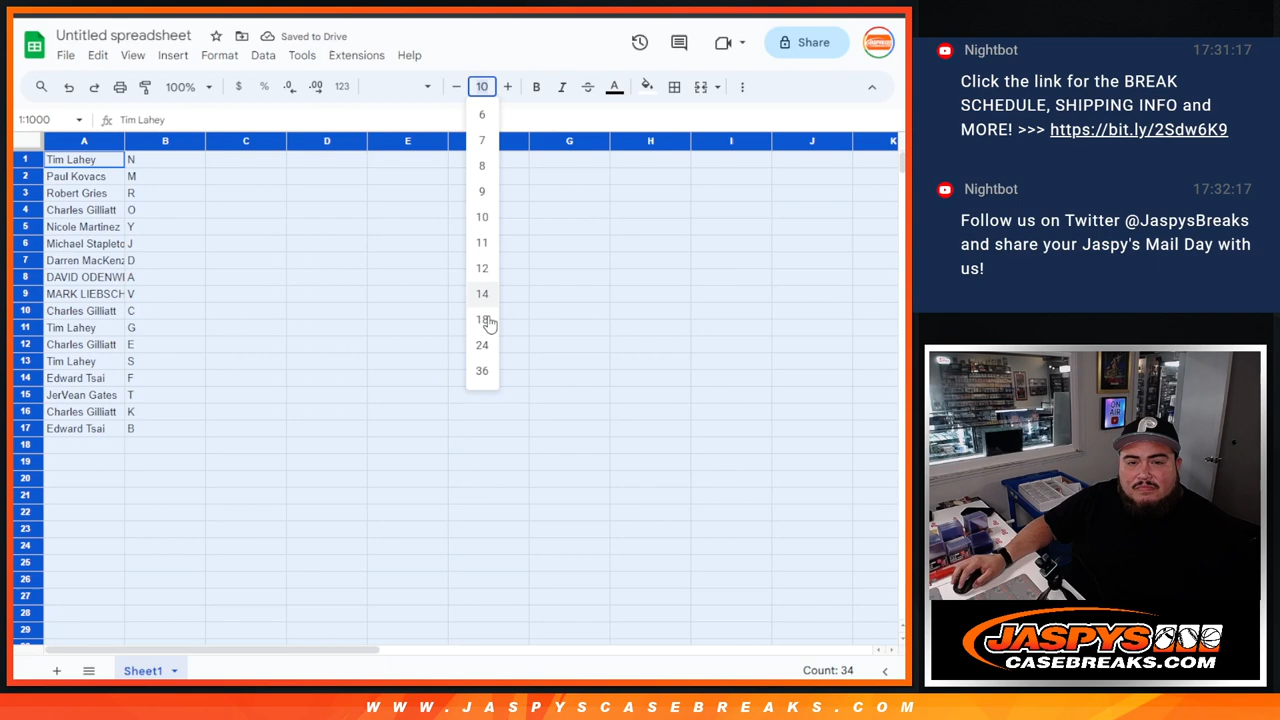 Untitled spreadsheet
Saved to Drive
File Edit View Insert Format Data Tools Extensions Help
Share
100% $ % .0 .00 123 10 B I A
1:1000 fx Tim Lahey
A B C D E G H I J K
1 Tim Lahey N
2 Paul Kovacs M
3 Robert Gries R
4 Charles Gilliatt O
5 Nicole Martinez Y
6 Michael Stapleto J
7 Darren MacKenz D
8 DAVID ODENWI A
9 MARK LIEBSCH V
10 Charles Gilliatt C
11 Tim Lahey G
12 Charles Gilliatt E
13 Tim Lahey S
14 Edward Tsai F
15 JerVean Gates T
16 Charles Gilliatt K
17 Edward Tsai B
18
19
20
21
22
23
24
25
26
27
28
29
6
7
8
9
10
11
12
14
18
24
36
Sheet1
Count: 34
Nightbot 17:31:17
Click the link for the BREAK
SCHEDULE, SHIPPING INFO and
MORE! >>> https://bit.ly/2Sdw6K9
Nightbot 17:32:17
Follow us on Twitter @JaspysBreaks
and share your Jaspy's Mail Day with
us!
ON
AIR
P
JASPYS
CASEBREAKS.COM
WWW.JASPYSCASEBREAKS.COM